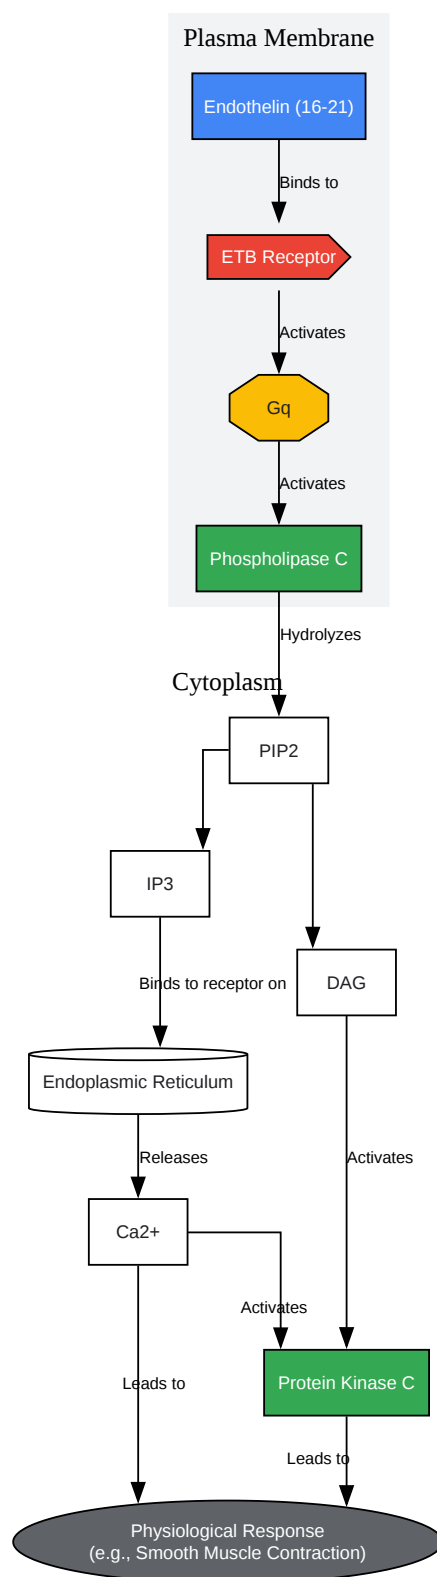 Plasma Membrane
Endothelin (16-21)
Binds to
ETB Receptor
Activates
Gq
Activates
Phospholipase C
Hydrolyzes
Cytoplasm
PIP2
IP3
DAG
Binds to receptor on
Endoplasmic Reticulum
Releases
Activates
Ca2+
Activates
Protein Kinase C
Leads to
Leads to
Physiological Response
(e.g., Smooth Muscle Contraction)